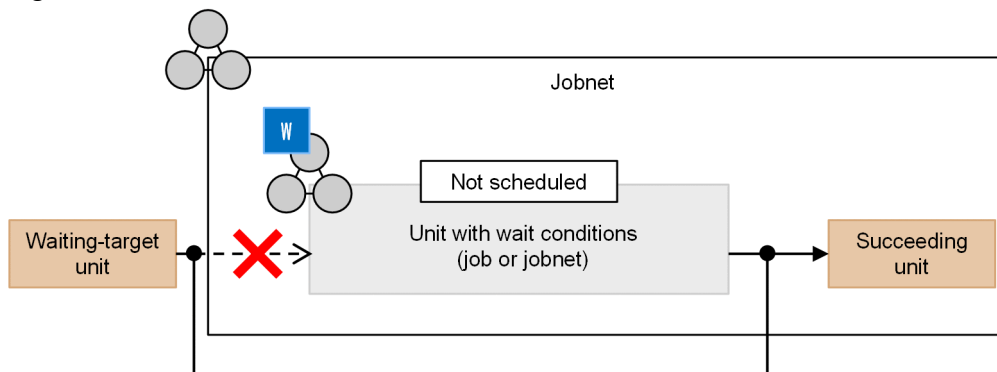 Jobnet
W
Not scheduled
Waiting-target
unit
Unit with wait conditions
(job or jobnet)
Succeeding
unit